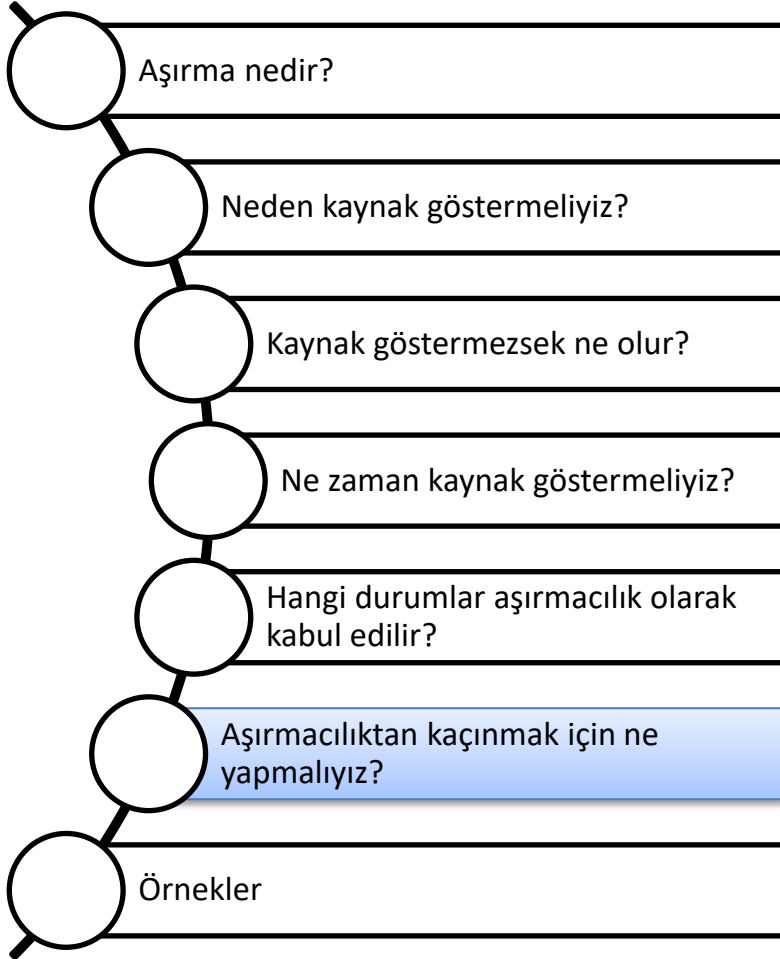 Aşırma nedir?
Neden kaynak göstermeliyiz?
Kaynak göstermezsek ne olur?
Ne zaman kaynak göstermeliyiz?
Hangi durumlar aşırmacılık olarak
kabul edilir?
Aşırmacılıktan kaçınmak için ne
yapmalıyız?
Örnekler